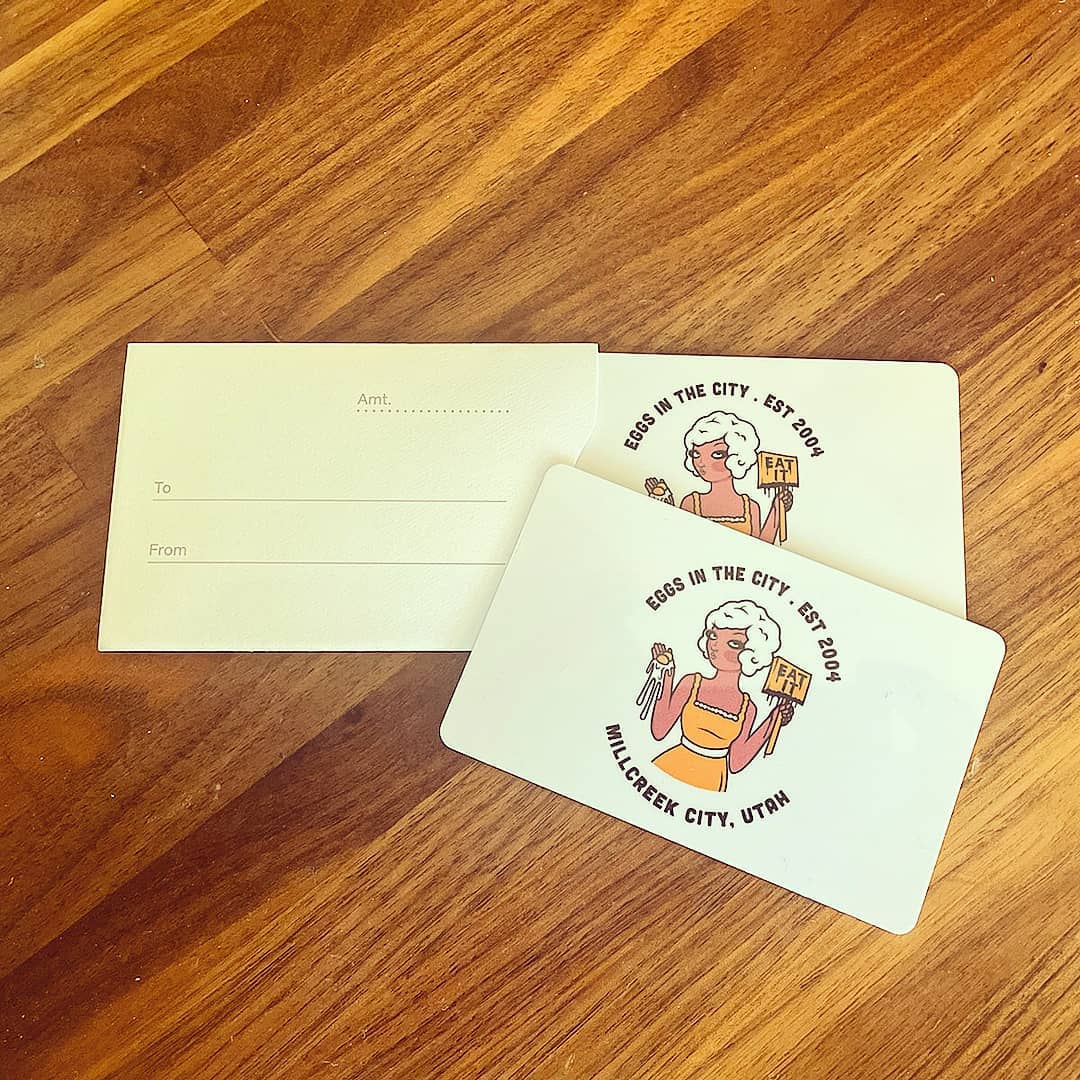 Amt.
To
From
EGGS IN THE CITY . EST 2004
EAT
IT
EGGS IN THE CITY . EST 2004
EAT
IT
MILLCREEK CITY, UTAH